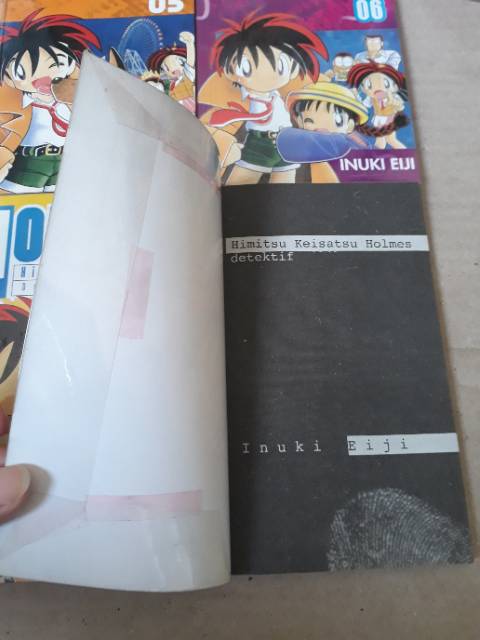 05
06
INUKI EIJI
Himitsu Keisatsu Holmes
detektif
Inuki Eiji